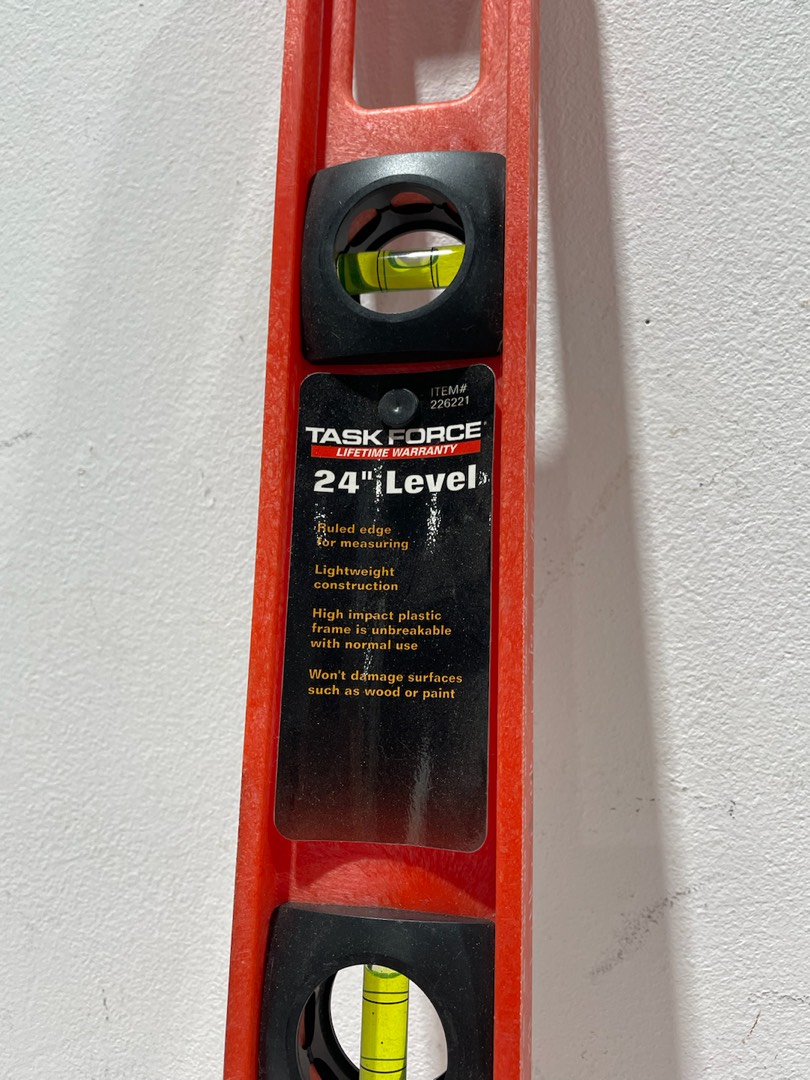 ITEM#
226221
TASK FORCE
LIFETIME WARRANTY
24" Level
Ruled edge
for measuring
Lightweight
construction
High impact plastic
frame is unbreakable
with normal use
Won't damage surfaces
such as wood or paint